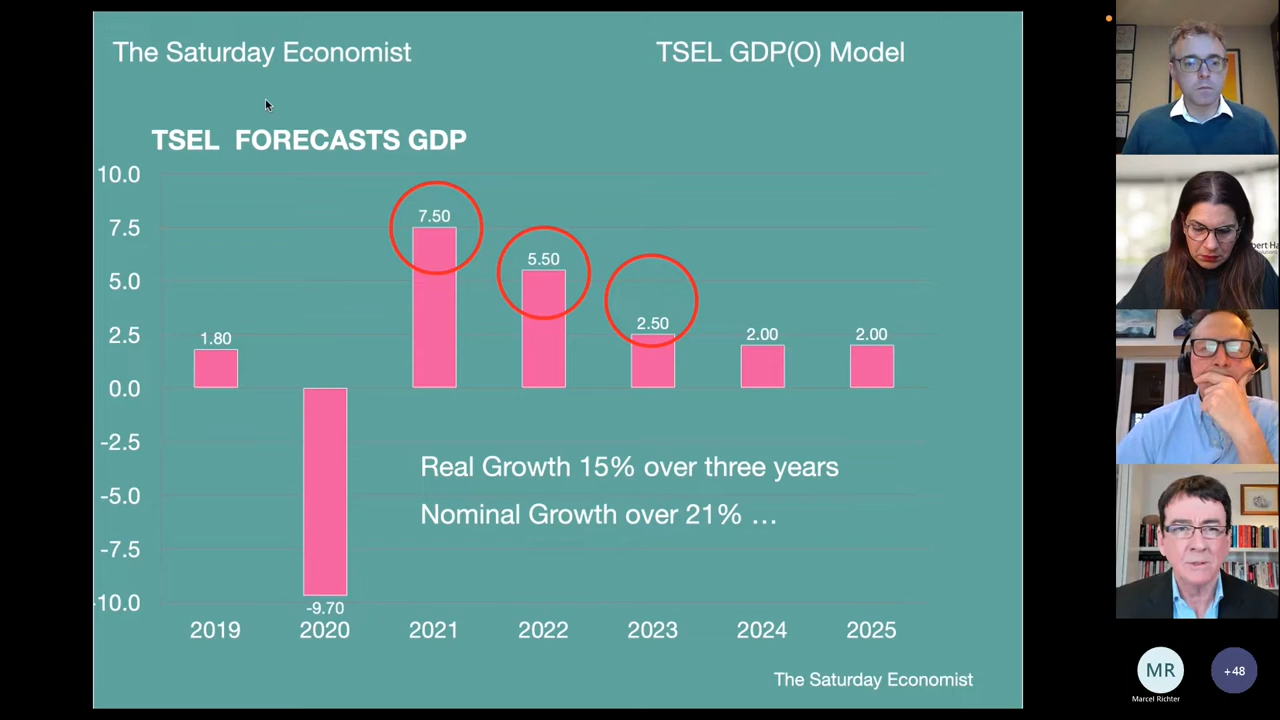 The Saturday Economist
TSEL GDP(O) Model
TSEL FORECASTS GDP
10.0
7.5
5.0
2.5
0.0
-2.5
-5.0
-7.5
-10.0
1.80
-9.70
7.50
5.50
2.50
2.00
2.00
Real Growth 15% over three years
Nominal Growth over 21% ...
2019 2020 2021 2022 2023 2024 2025
The Saturday Economist
MR
Marcel Richter
+48